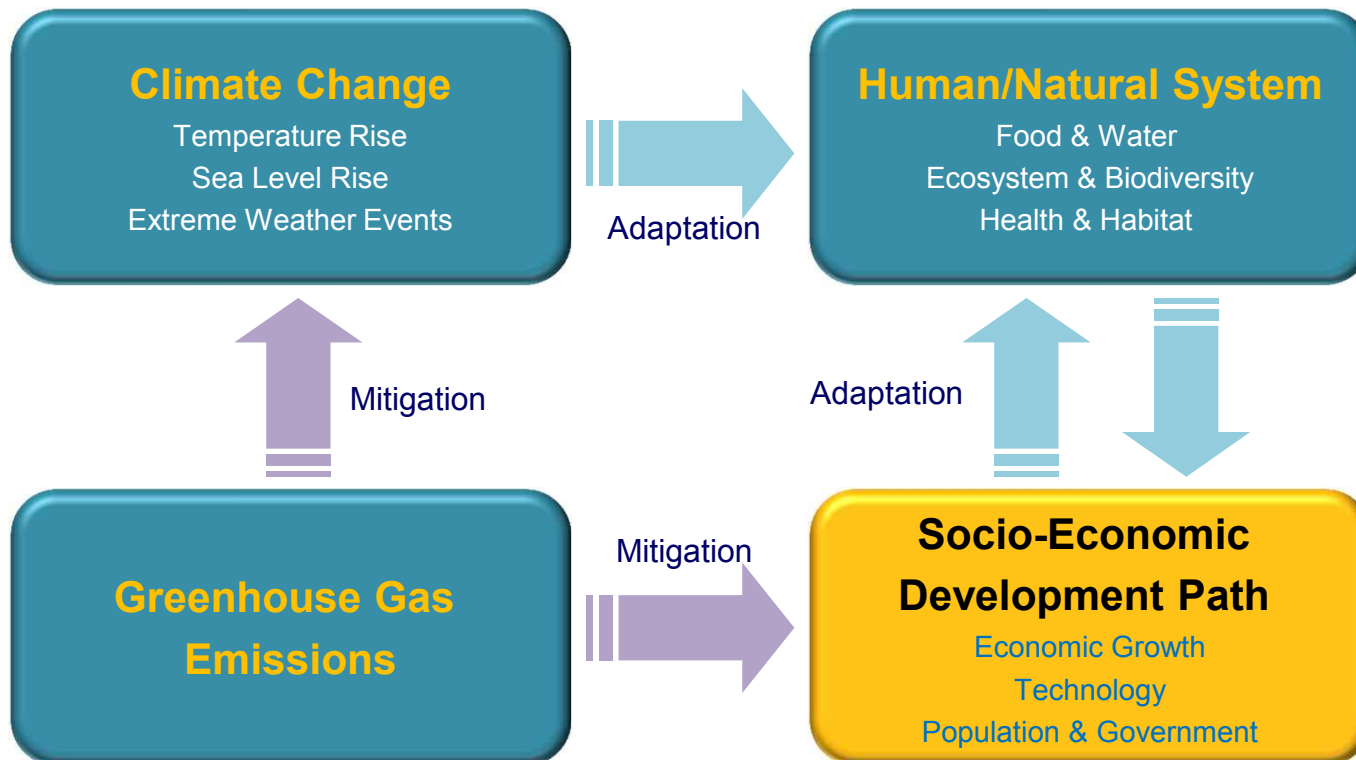 Climate Change
Temperature Rise
Sea Level Rise
Extreme Weather Events
Adaptation
Human/Natural System
Food & Water
Ecosystem & Biodiversity
Health & Habitat
Mitigation
Adaptation
Greenhouse Gas
Emissions
Mitigation
Socio-Economic
Development Path
Economic Growth
Technology
Population & Government